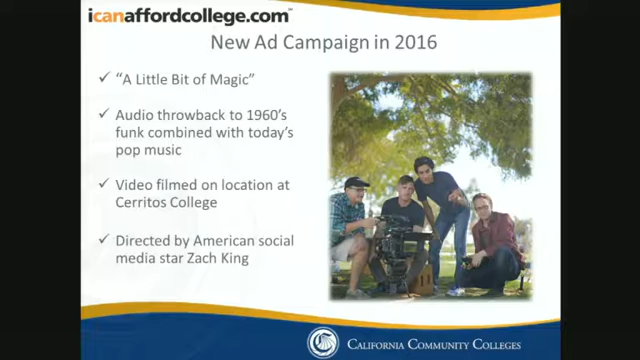 icanaffordcollege.com™
New Ad Campaign in 2016
✓ “A Little Bit of Magic”
✓ Audio throwback to 1960’s
funk combined with today’s
pop music
✓ Video filmed on location at
Cerritos College
✓ Directed by American social
media star Zach King
CALIFORNIA COMMUNITY COLLEGES